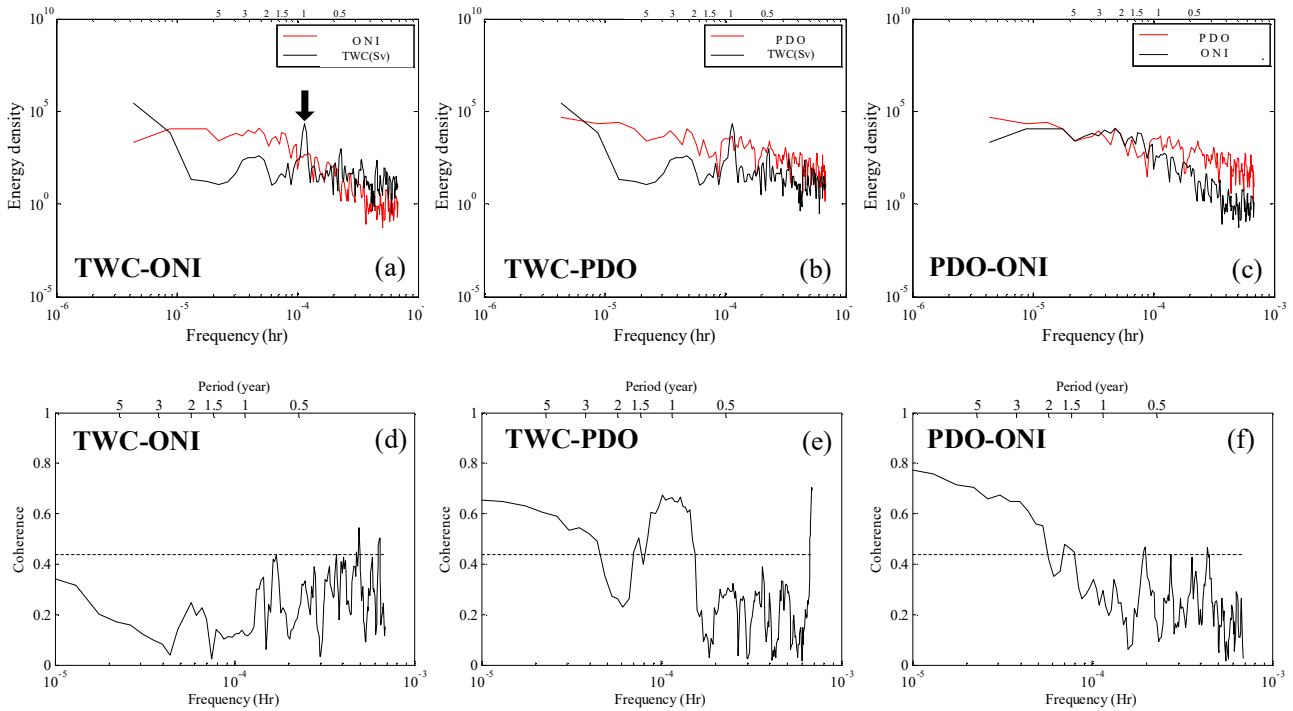 5 3 2 1.5 1 0.5
10^10
10^5
10^0
10^-5
Energy density
O N I
TWC(Sv)
TWC-ONI
(a)
10^-6 10^-5 10^-4 10^-3
Frequency (hr)
5 3 2 1.5 1 0.5
10^10
10^5
10^0
10^-5
Energy density
P D O
TWC(Sv)
TWC-PDO
(b)
10^-6 10^-5 10^-4 10^-
Frequency (hr)
5 3 2 1.5 1 0.5
10^10
10^5
10^0
10^-5
Energy density
P D O
O N I
PDO-ONI
(c)
10^-6 10^-5 10^-4 10^-3
Frequency (hr)
Period (year)
5 3 2 1.5 1 0.5
1
0.8
0.6
0.4
0.2
0
Coherence
TWC-ONI
(d)
10^-5 10^-4 10^-3
Frequency (Hr)
Period (year)
5 3 2 1.5 1 0.5
1
0.8
0.6
0.4
0.2
0
Coherence
TWC-PDO
(e)
10^-5 10^-4 10^-3
Frequency (Hr)
Period (year)
5 3 2 1.5 1 0.5
1
0.8
0.6
0.4
0.2
0
Coherence
PDO-ONI
(f)
10^-5 10^-4 10^-3
Frequency (Hr)